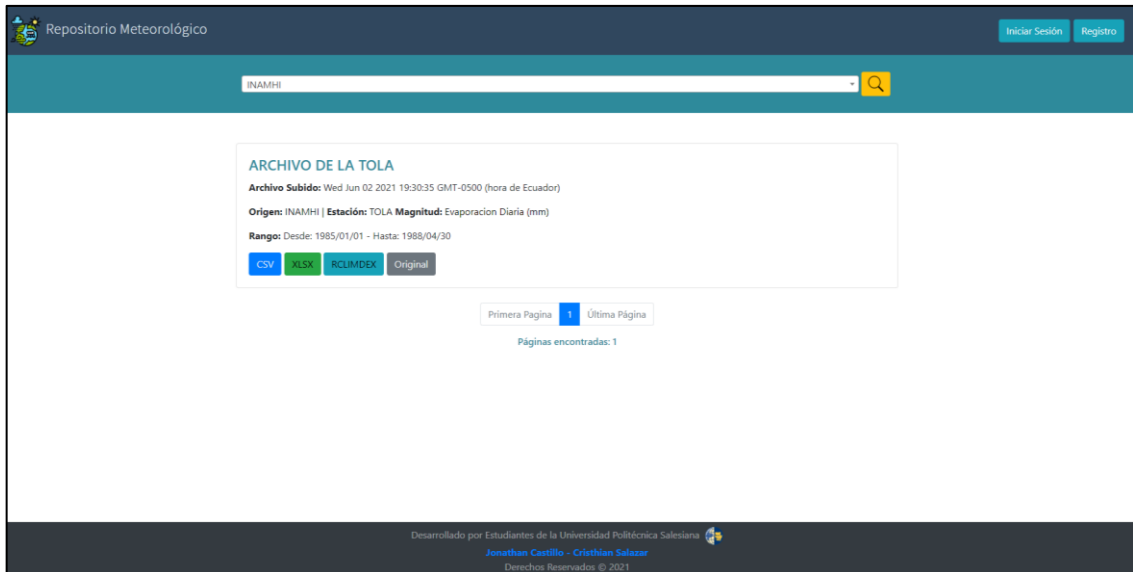 Repositorio Meteorológico
Iniciar Sesión Registro
INAMHI
ARCHIVO DE LA TOLA
Archivo Subido: Wed Jun 02 2021 19:30:35 GMT-0500 (hora de Ecuador)
Origen: INAMHI | Estación: TOLA Magnitud: Evaporacion Diaria (mm)
Rango: Desde: 1985/01/01 - Hasta: 1988/04/30
CSV XLSX RCLIMDEX Original
Primera Pagina 1 Última Página
Páginas encontradas: 1
Desarrollado por Estudiantes de la Universidad Politécnica Salesiana
Jonathan Castillo - Cristhian Salazar
Derechos Reservados © 2021